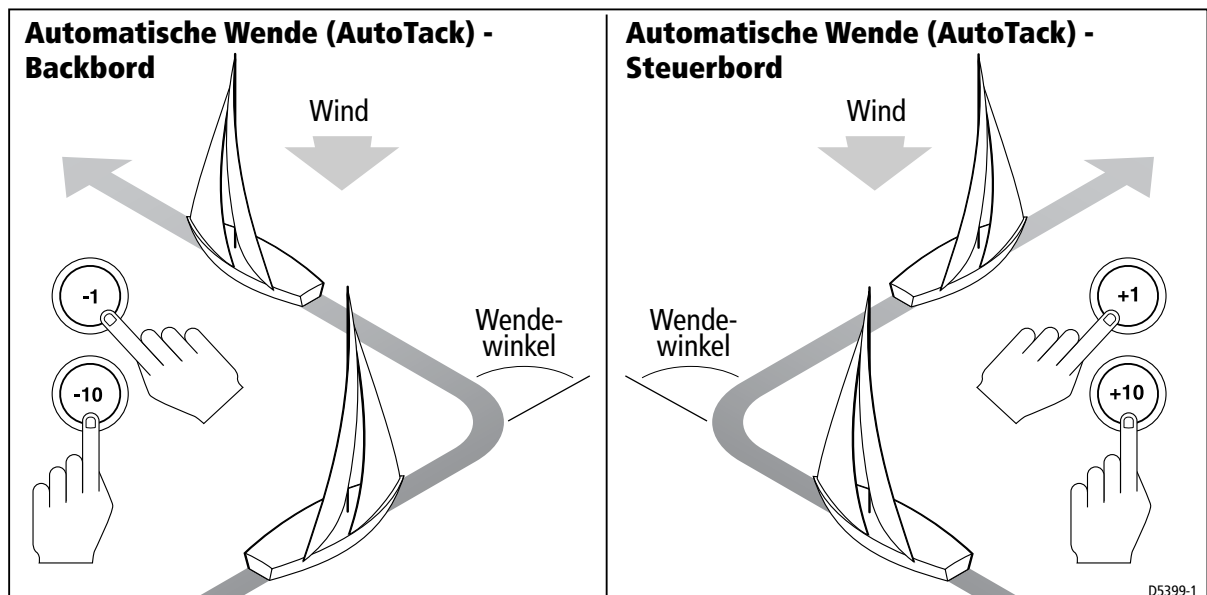 Automatische Wende (AutoTack) -
Backbord
Wind
-1
-10
Wende-
winkel
Automatische Wende (AutoTack) -
Steuerbord
Wind
Wende-
winkel
+1
+10
D5399-1